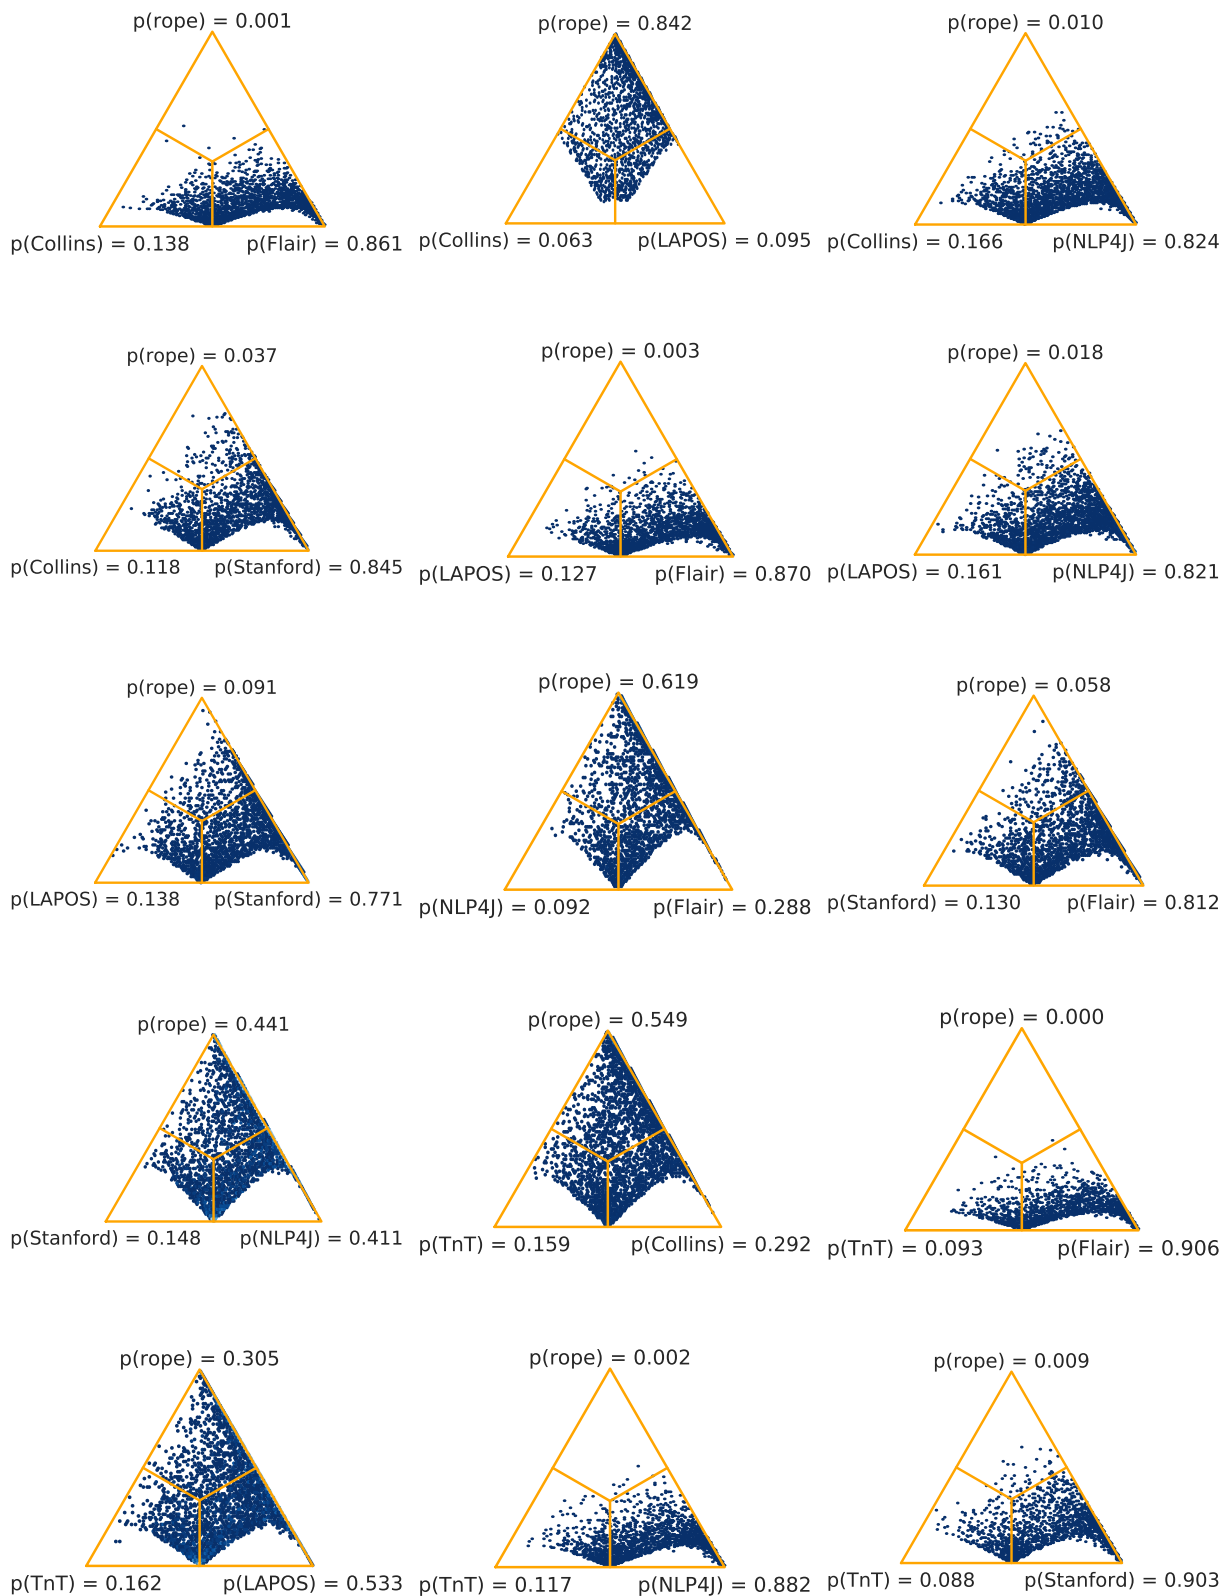 p(rope) = 0.001
p(rope) = 0.842
p(rope) = 0.010
p(Collins) = 0.138
p(Flair) = 0.861
p(Collins) = 0.063
p(LAPOS) = 0.095
p(Collins) = 0.166
p(NLP4J) = 0.824
p(rope) = 0.037
p(rope) = 0.003
p(rope) = 0.018
p(Collins) = 0.118
p(Stanford) = 0.845
p(LAPOS) = 0.127
p(Flair) = 0.870
p(LAPOS) = 0.161
p(NLP4J) = 0.821
p(rope) = 0.091
p(rope) = 0.619
p(rope) = 0.058
p(LAPOS) = 0.138
p(Stanford) = 0.771
p(NLP4J) = 0.092
p(Flair) = 0.288
p(Stanford) = 0.130
p(Flair) = 0.812
p(rope) = 0.441
p(rope) = 0.549
p(rope) = 0.000
p(Stanford) = 0.148
p(NLP4J) = 0.411
p(TnT) = 0.159
p(Collins) = 0.292
p(TnT) = 0.093
p(Flair) = 0.906
p(rope) = 0.305
p(rope) = 0.002
p(rope) = 0.009
p(TnT) = 0.162
p(LAPOS) = 0.533
p(TnT) = 0.117
p(NLP4J) = 0.882
p(TnT) = 0.088
p(Stanford) = 0.903